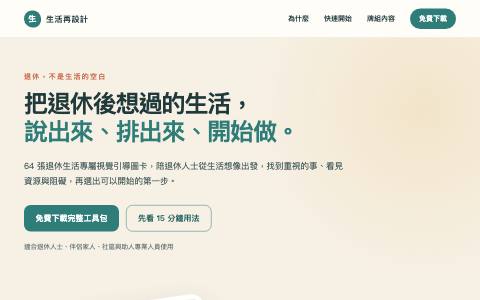 生 生活再設計 為什麼 快速開始 牌組內容 免費下載
退休，不是生活的空白
把退休後想過的生活，
說出來、排出來、開始做。
64 張退休生活專屬視覺引導圖卡，陪退休人士從生活想像出發，找到重視的事、看見
資源與阻礙，再選出可以開始的第一步。
免費下載完整工具包 先看 15 分鐘用法
適合退休人士、伴侶家人、社區與助人專業人員使用